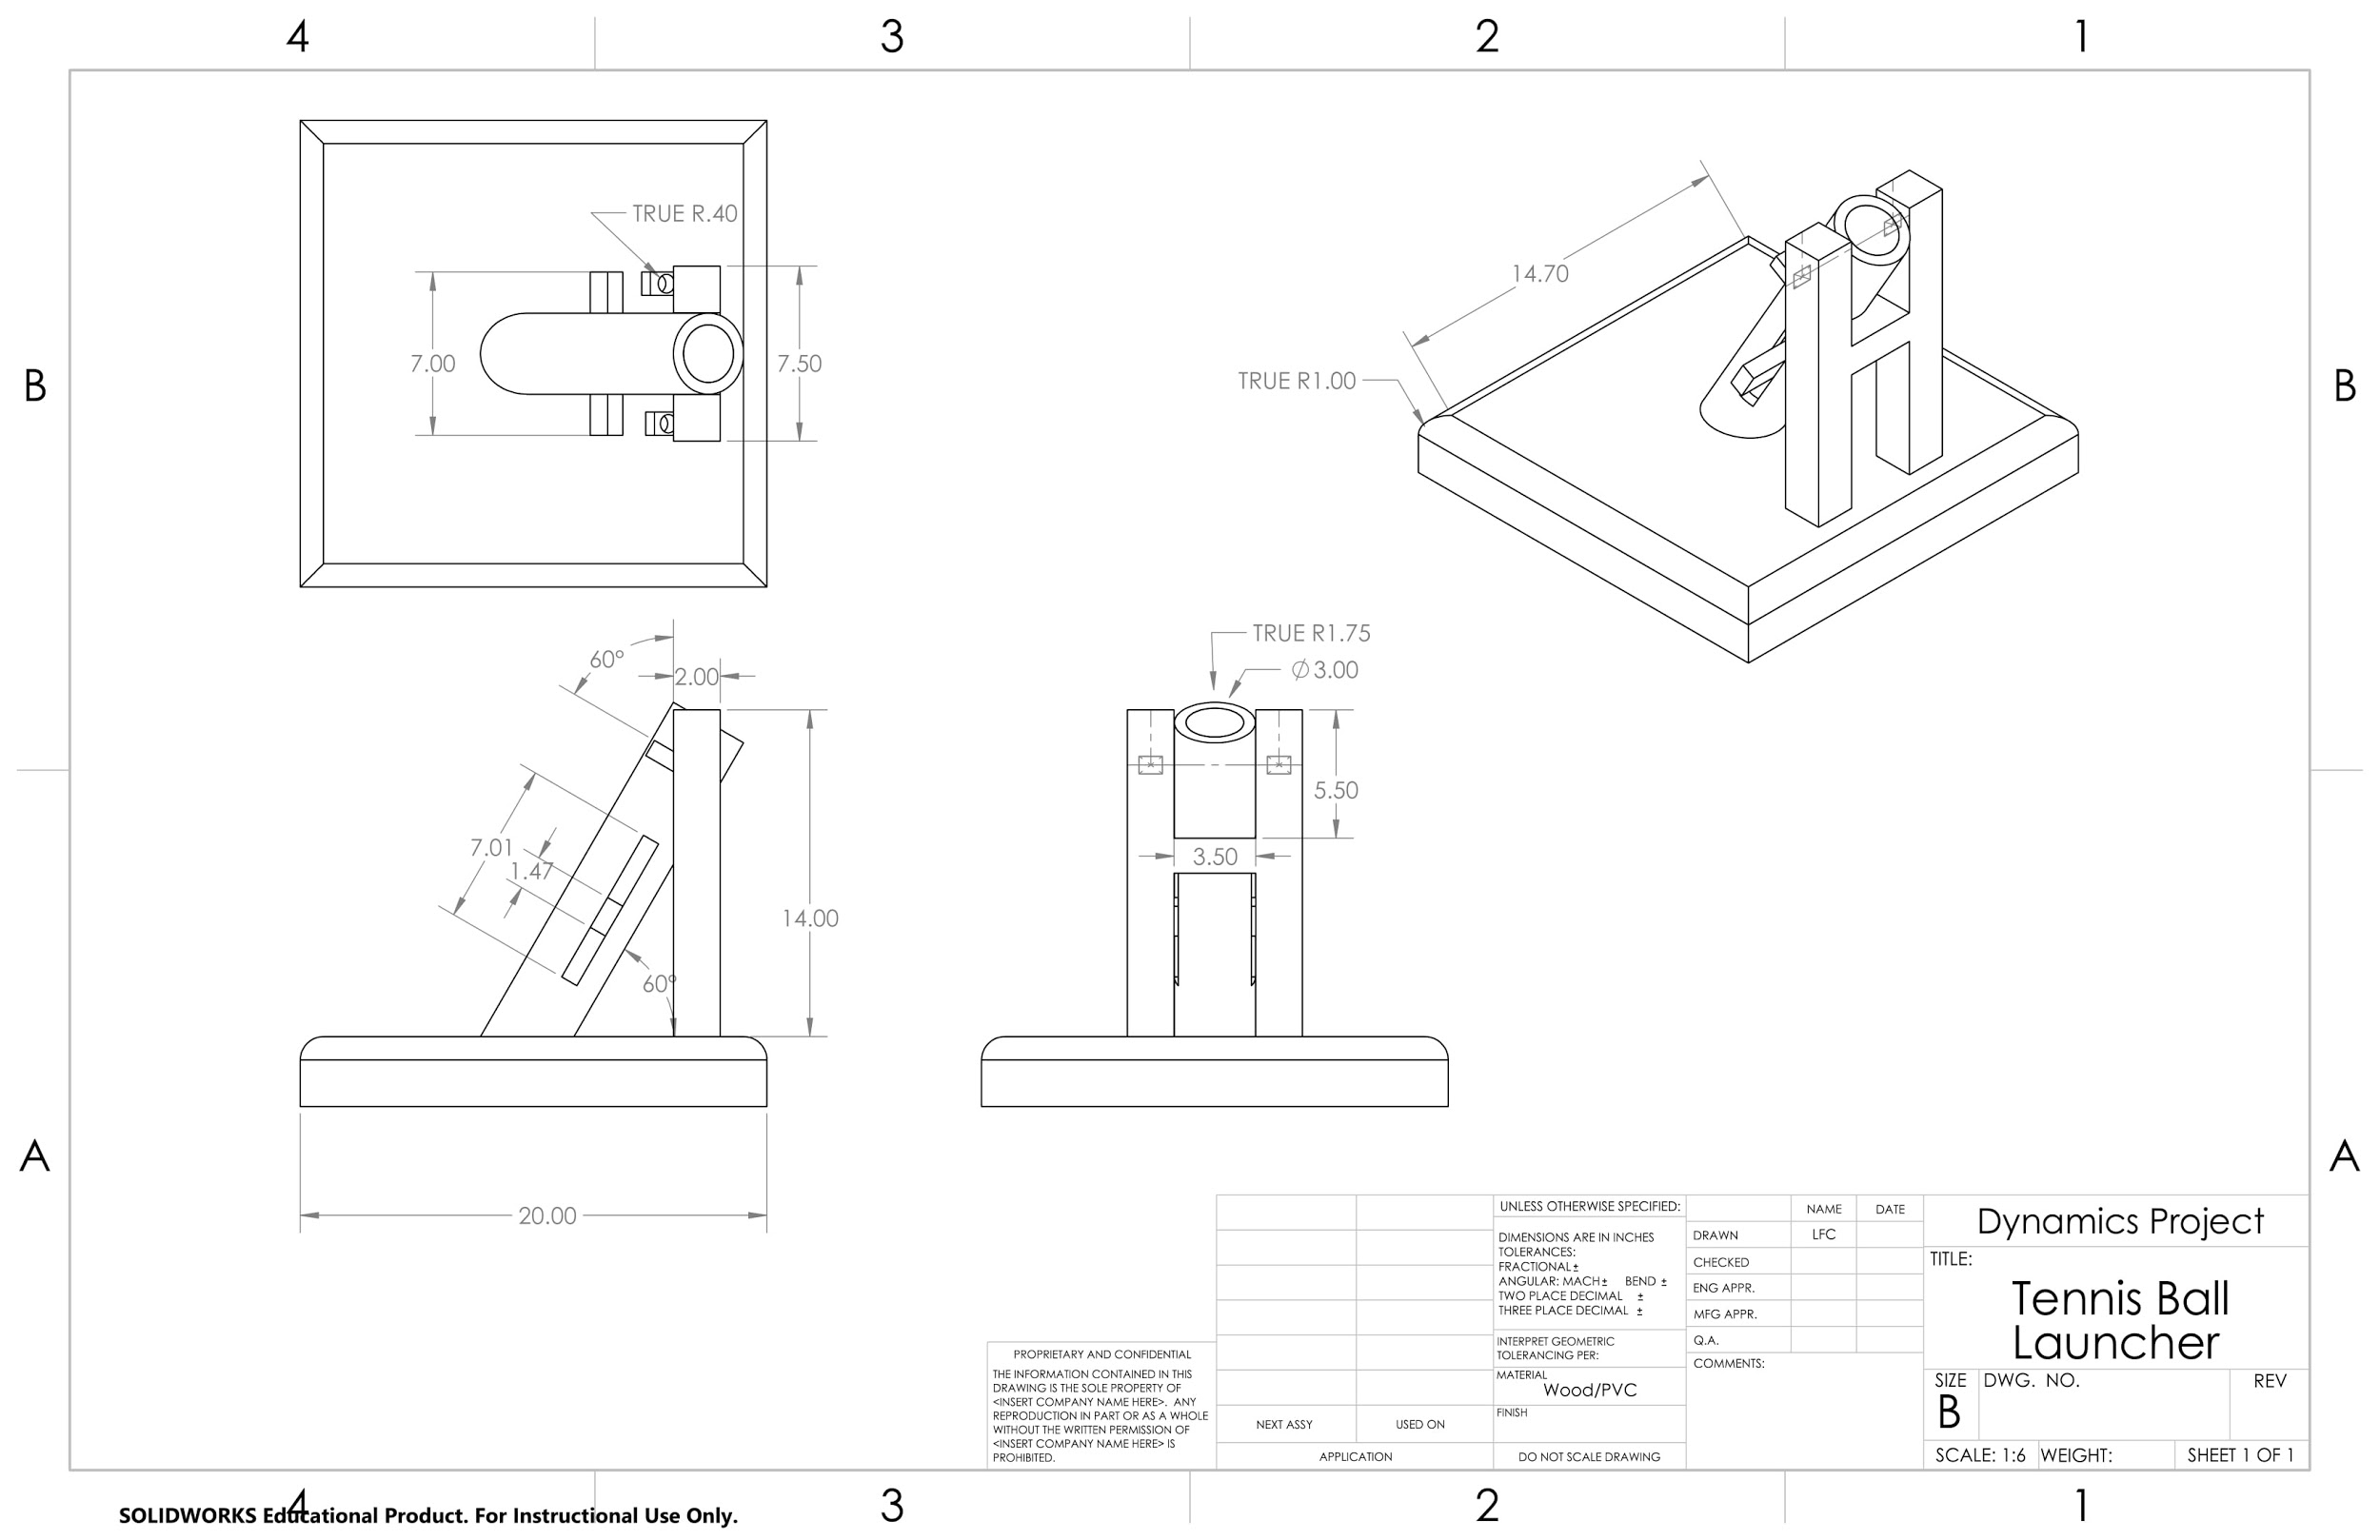 4 3 2 1
B B
A A
TRUE R.40
7.00
7.50
14.70
TRUE R1.00
60°
2.00
7.01
1.47
60°
14.00
20.00
TRUE R1.75
⌀3.00
5.50
3.50
PROPRIETARY AND CONFIDENTIAL
THE INFORMATION CONTAINED IN THIS
DRAWING IS THE SOLE PROPERTY OF
<INSERT COMPANY NAME HERE>. ANY
REPRODUCTION IN PART OR AS A WHOLE
WITHOUT THE WRITTEN PERMISSION OF
<INSERT COMPANY NAME HERE> IS
PROHIBITED.
NEXT ASSY USED ON
APPLICATION
UNLESS OTHERWISE SPECIFIED:
DIMENSIONS ARE IN INCHES
TOLERANCES:
FRACTIONAL±
ANGULAR: MACH± BEND ±
TWO PLACE DECIMAL ±
THREE PLACE DECIMAL ±
INTERPRET GEOMETRIC
TOLERANCING PER:
MATERIAL
Wood/PVC
FINISH
DO NOT SCALE DRAWING
NAME DATE
DRAWN LFC
CHECKED
ENG APPR.
MFG APPR.
Q.A.
COMMENTS:
Dynamics Project
TITLE:
Tennis Ball
Launcher
SIZE DWG. NO. REV
B
SCALE: 1:6 WEIGHT: SHEET 1 OF 1
4 3 2 1
SOLIDWORKS Educational Product. For Instructional Use Only.